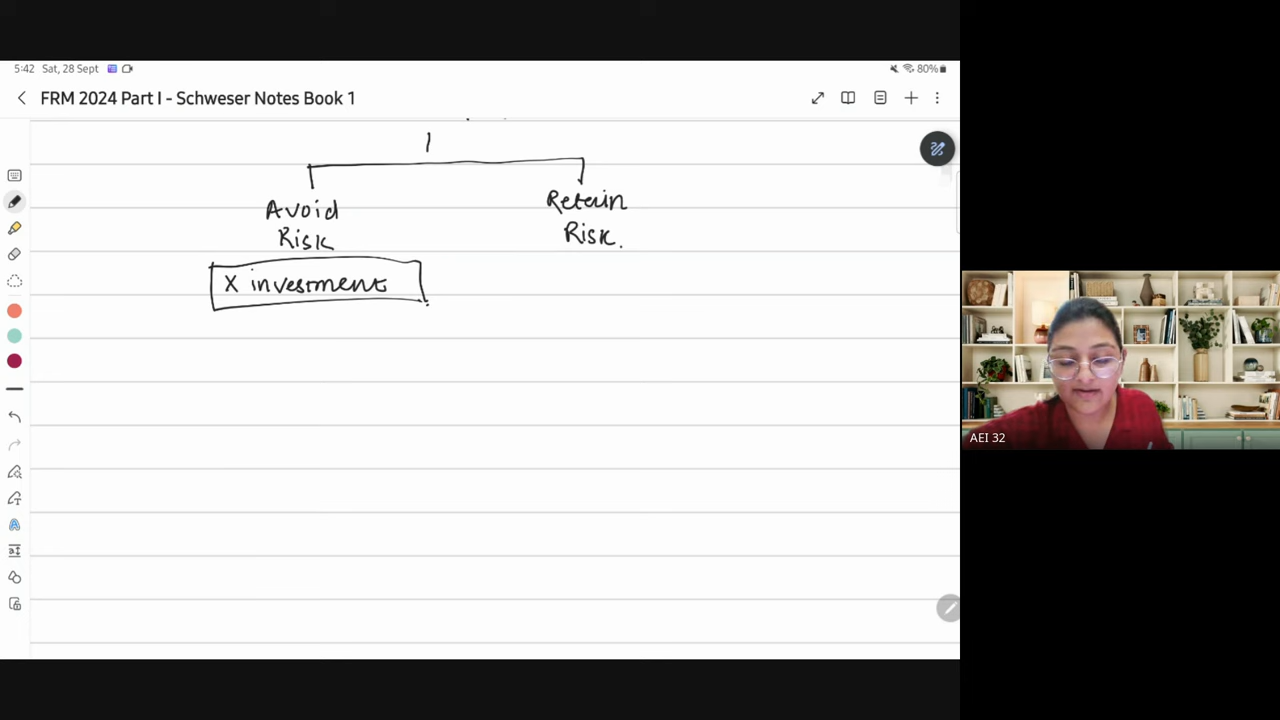 5:42 Sat, 28 Sept 80%
FRM 2024 Part I - Schweser Notes Book 1
Avoid
Risk
Retain
Risk.
X investment
AEI 32